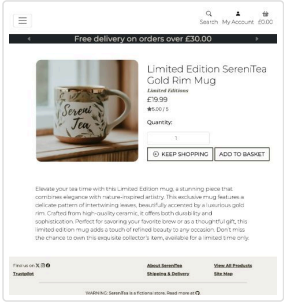 Search My Account £0.00
Free delivery on orders over £30.00
Limited Edition SereniTea
Gold Rim Mug
Limited Editions
£19.99
5.00 / 5
Quantity:
1
KEEP SHOPPING ADD TO BASKET
Sereni
Tea
Elevate your tea time with this Limited Edition mug, a stunning piece that
combines elegance with nature-inspired artistry. This exclusive mug features a
delicate pattern of intertwining leaves, beautifully accented by a luxurious gold
rim. Crafted from high-quality ceramic, it offers both durability and
sophistication. Perfect for savoring your favorite brew or as a thoughtful gift, this
limited edition mug adds a touch of refined beauty to any occasion. Don't miss
the chance to own this exquisite collector's item, available for a limited time only.
Find us on
About SereniTea
View All Products
Trustpilot
Shipping & Delivery
Site Map
WARNING: SereniTea is a fictional store. Read more at